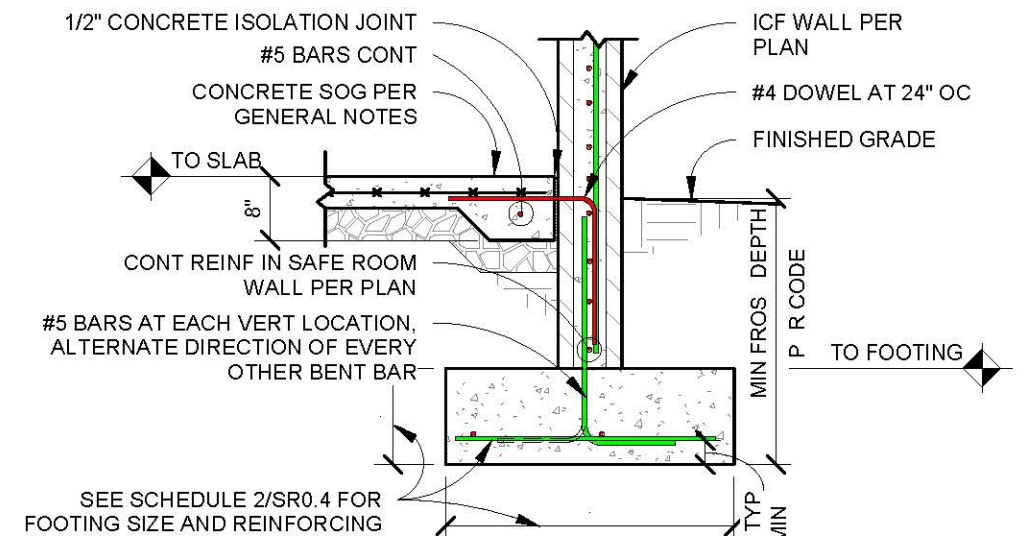 1/2" CONCRETE ISOLATION JOINT
#5 BARS CONT
CONCRETE SOG PER
GENERAL NOTES
TO SLAB
8"
CONT REINF IN SAFE ROOM
WALL PER PLAN
#5 BARS AT EACH VERT LOCATION,
ALTERNATE DIRECTION OF EVERY
OTHER BENT BAR
SEE SCHEDULE 2/SR0.4 FOR
FOOTING SIZE AND REINFORCING
ICF WALL PER
PLAN
#4 DOWEL AT 24" OC
FINISHED GRADE
MIN FROS DEPTH
P R CODE
TO FOOTING
TYP
MIN